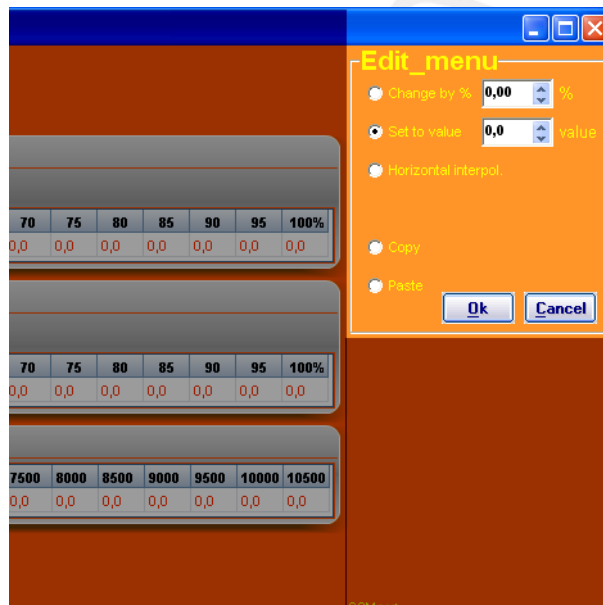 Edit_menu
Change by % 0,00 %
Set to value 0,0 value
Horizontal interpol.
Copy
Paste
Ok Cancel
70 75 80 85 90 95 100%
0,0 0,0 0,0 0,0 0,0 0,0 0,0
70 75 80 85 90 95 100%
0,0 0,0 0,0 0,0 0,0 0,0 0,0
7500 8000 8500 9000 9500 10000 10500
0,0 0,0 0,0 0,0 0,0 0,0 0,0